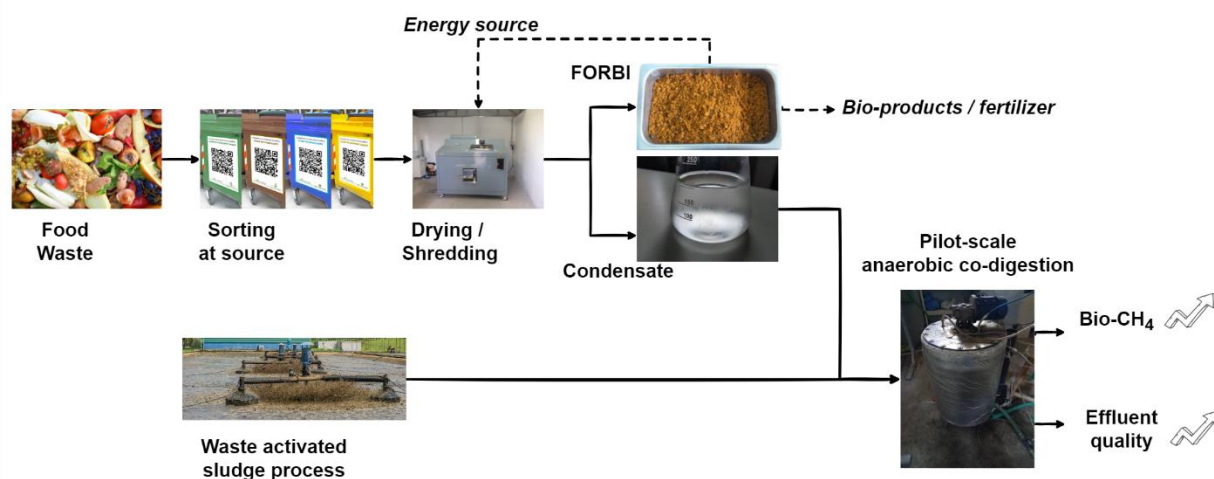 Energy source
FORBI
Bio-products / fertilizer
Food
Waste
Sorting
at source
Drying /
Shredding
Condensate
Pilot-scale
anaerobic co-digestion
Bio-CH₄
Effluent
quality
Waste activated
sludge process